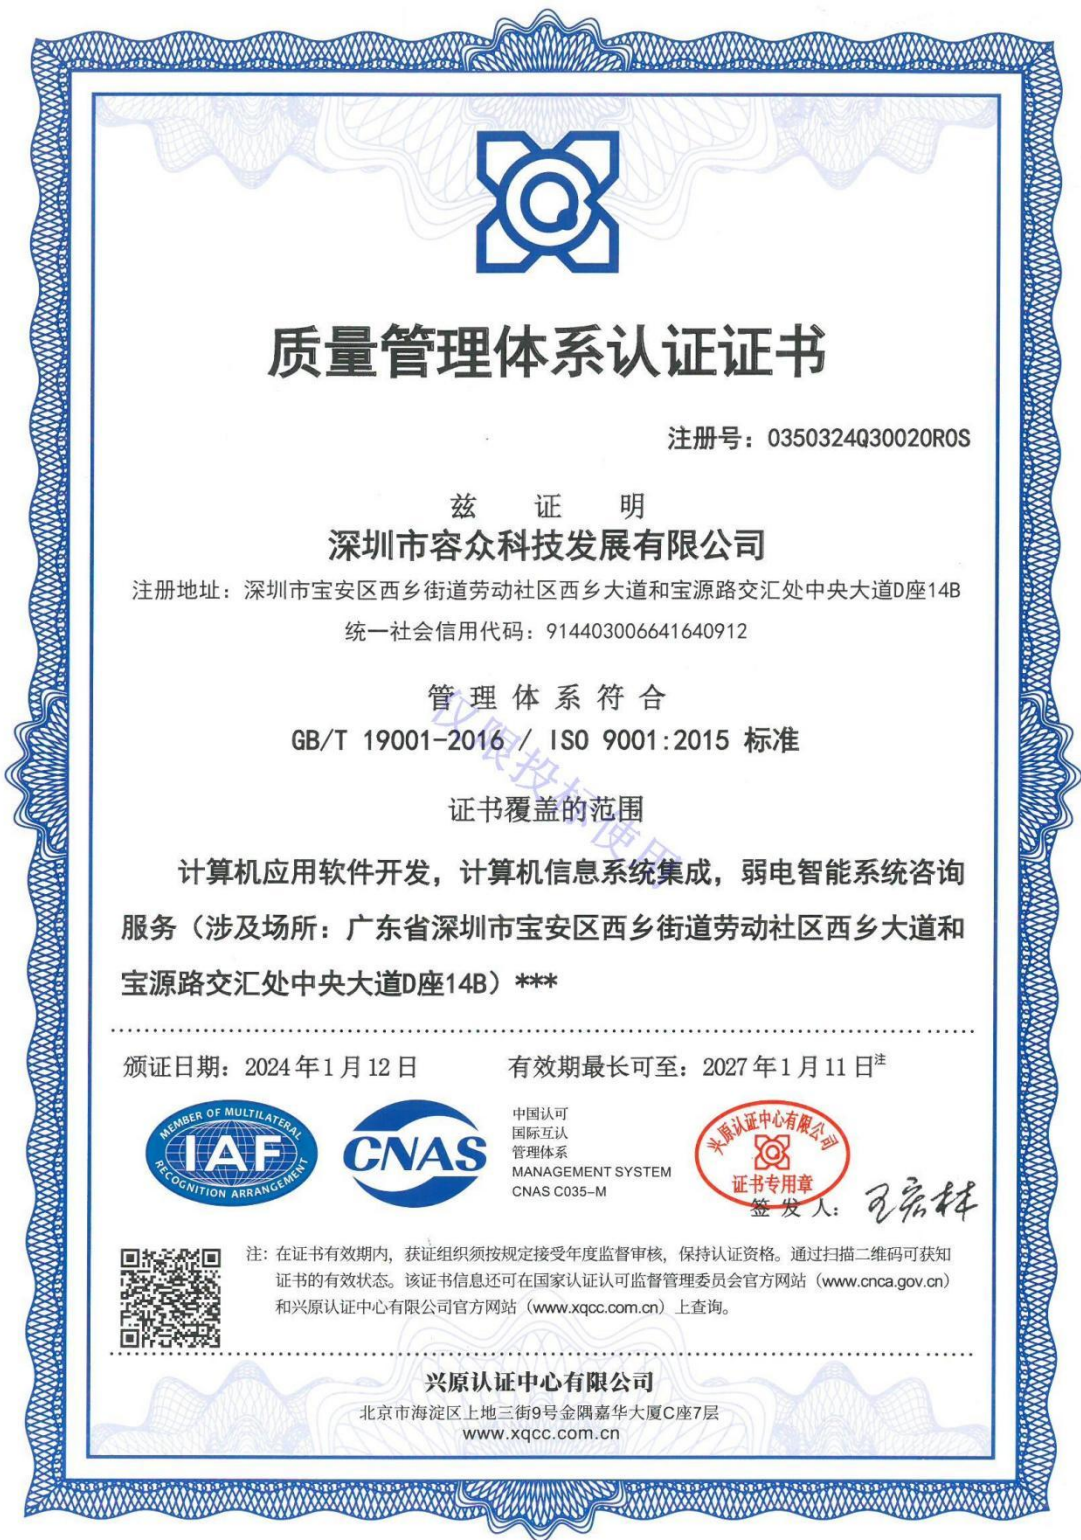 质量管理体系认证证书
注册号：0350324Q30020R0S
兹证明
深圳市容众科技发展有限公司
注册地址：深圳市宝安区西乡街道劳动社区西乡大道和宝源路交汇处中央大道D座14B
统一社会信用代码：914403006641640912
管理体系符合
GB/T 19001-2016 / ISO 9001:2015 标准
仅限投标使用
证书覆盖的范围
计算机应用软件开发，计算机信息系统集成，弱电智能系统咨询
服务（涉及场所：广东省深圳市宝安区西乡街道劳动社区西乡大道和
宝源路交汇处中央大道D座14B）***
颁证日期：2024年1月12日
有效期最长可至：2027年1月11日注
MEMBER OF MULTILATERAL
IAF
RECOGNITION ARRANGEMENT
CNAS
中国认可
国际互认
管理体系
MANAGEMENT SYSTEM
CNAS C035-M
兴原认证中心有限公司
证书专用章
签发人：王宏林
注：在证书有效期内，获证组织须按规定接受年度监督审核，保持认证资格。通过扫描二维码可获知
证书的有效状态。该证书信息还可在国家认证认可监督管理委员会官方网站（www.cnca.gov.cn）
和兴原认证中心有限公司官方网站（www.xqcc.com.cn）上查询。
兴原认证中心有限公司
北京市海淀区上地三街9号金隅嘉华大厦C座7层
www.xqcc.com.cn